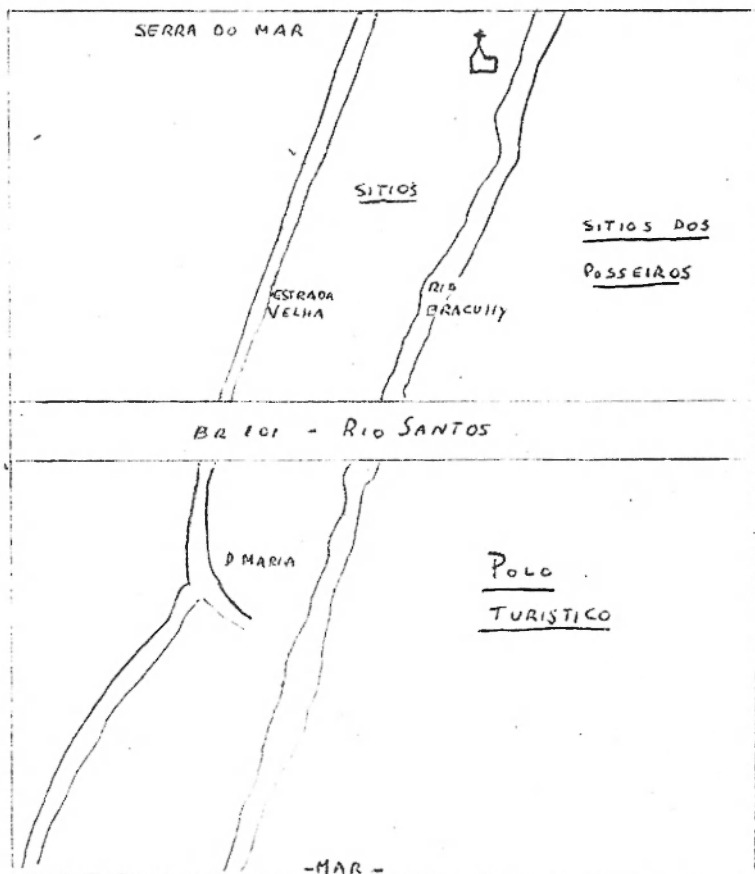 SERRA DO MAR
SITIOS
SITIOS DOS
POSSEIROS
ESTRADA
VELHA
RIO
BRACUHY
BR 101 - RIO SANTOS
D MARIA
POLO
TURISTICO
-MAR-